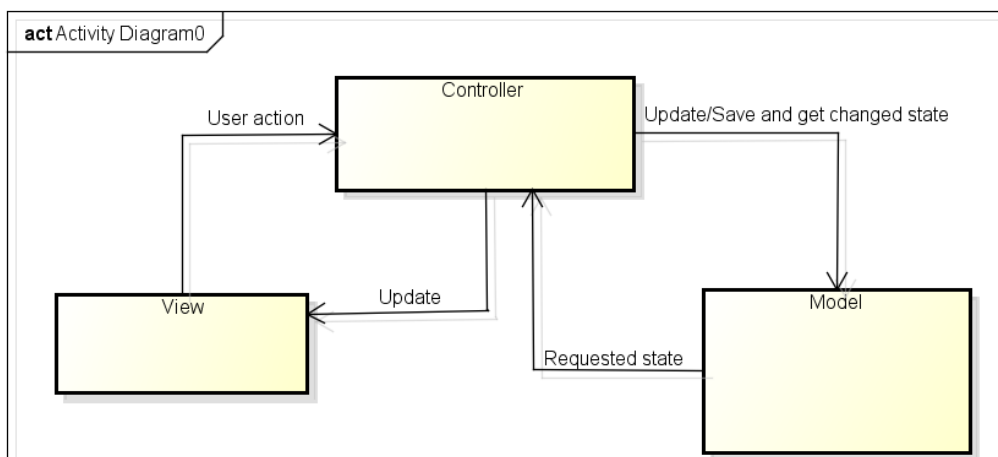 act Activity Diagram0
Controller
User action
Update/Save and get changed state
View
Update
Model
Requested state